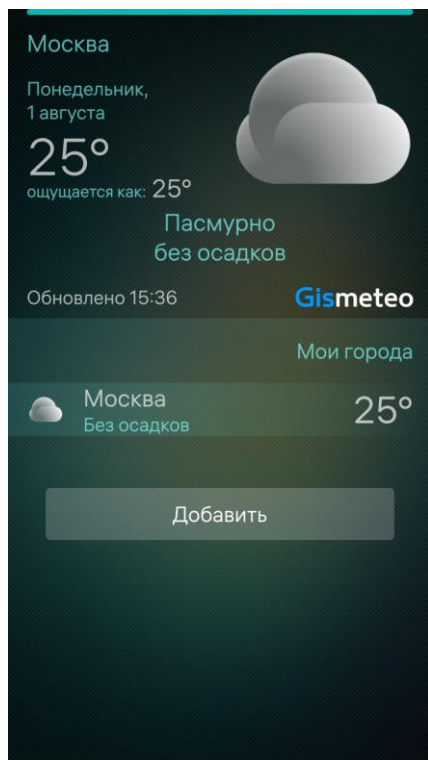 Москва
Понедельник,
1 августа
25°
ощущается как: 25°
Пасмурно
без осадков
Обновлено 15:36
Gismeteo
Мои города
Москва
25°
Без осадков
Добавить